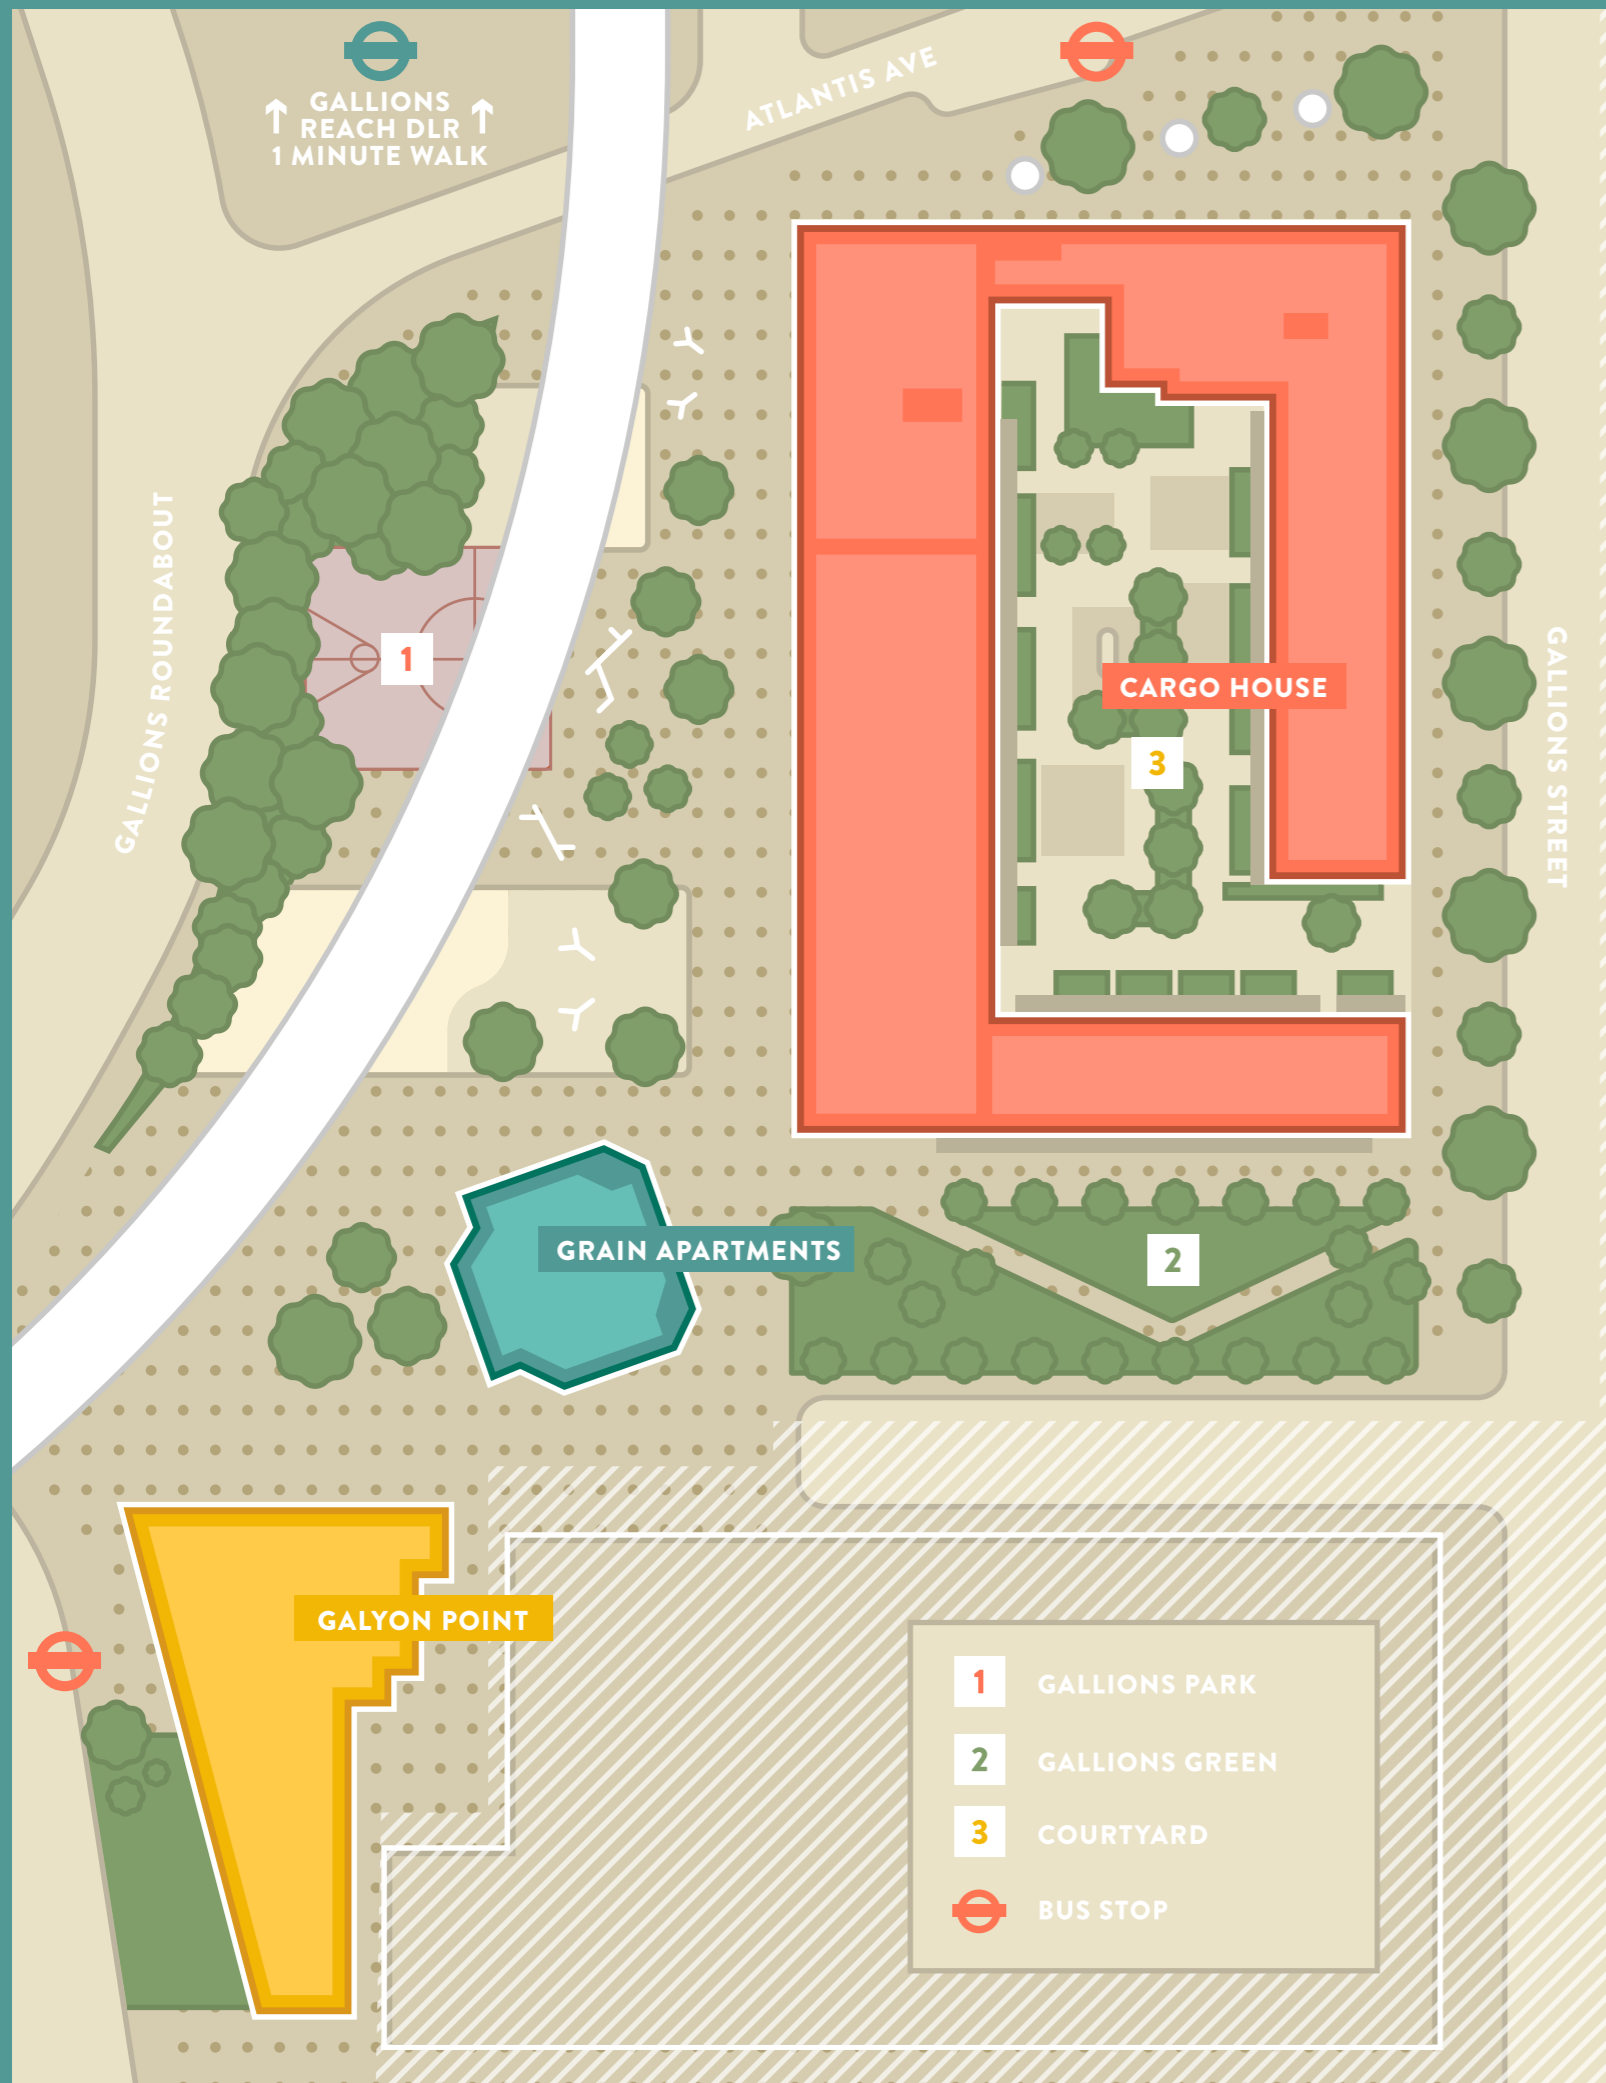 GALLIONS
REACH DLR
1 MINUTE WALK
ATLANTIS AVE
GALLIONS ROUNDABOUT
1
CARGO HOUSE
3
GALLIONS STREET
GRAIN APARTMENTS
2
GALYON POINT
1 GALLIONS PARK
2 GALLIONS GREEN
3 COURTYARD
BUS STOP